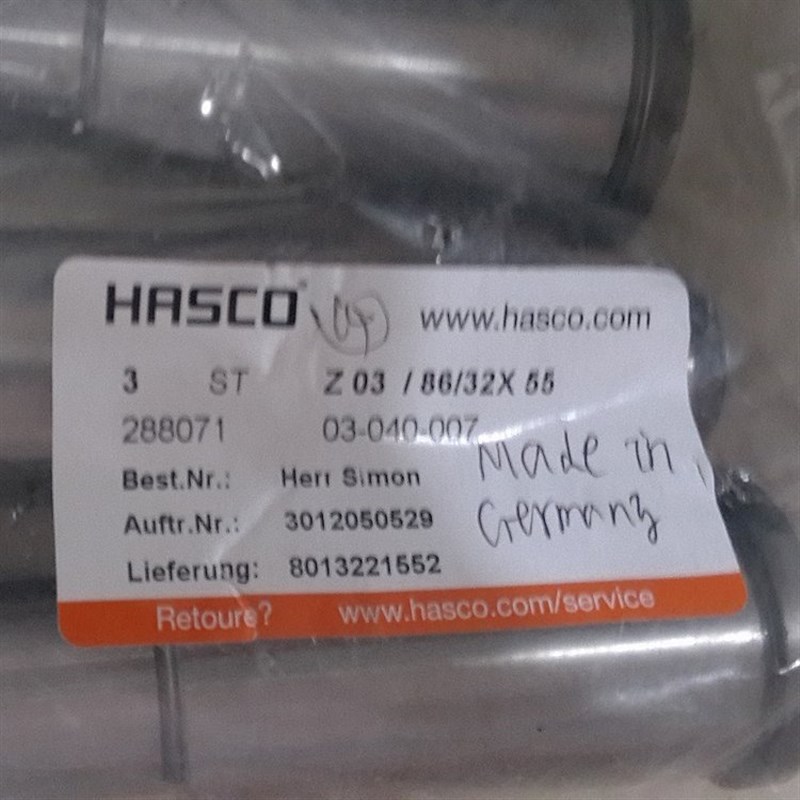 HASCO www.hasco.com
3 ST Z 03 / 86/32X 55
288071 03-040-007
Made in
Germany
Best.Nr.: Herr Simon
Auftr.Nr.: 3012050529
Lieferung: 8013221552
Retoure? www.hasco.com/service